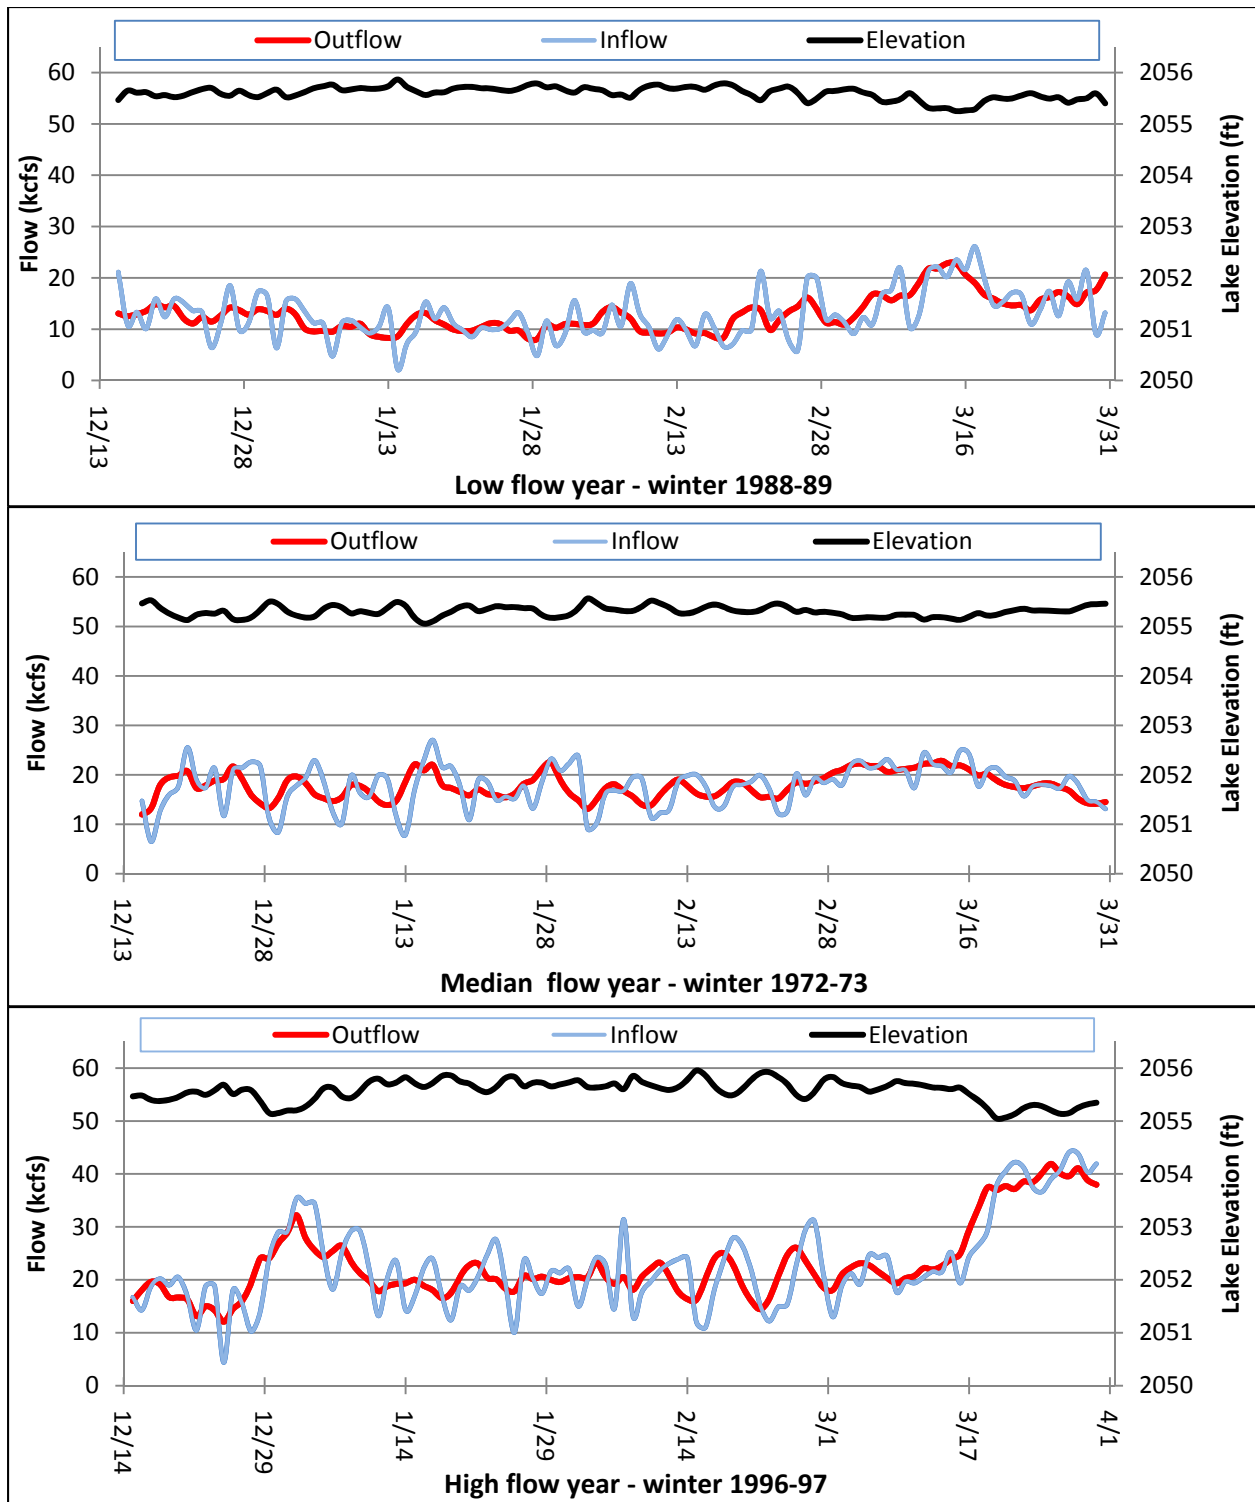 Outflow Inflow Elevation
60 2056
50 2055
40 2054
30 2053
20 2052
10 2051
0 2050
Flow (kcfs)
Lake Elevation (ft)
12/13 12/28 1/13 1/28 2/13 2/28 3/16 3/31
Low flow year - winter 1988-89
Outflow Inflow Elevation
60 2056
50 2055
40 2054
30 2053
20 2052
10 2051
0 2050
Flow (kcfs)
Lake Elevation (ft)
12/13 12/28 1/13 1/28 2/13 2/28 3/16 3/31
Median flow year - winter 1972-73
Outflow Inflow Elevation
60 2056
50 2055
40 2054
30 2053
20 2052
10 2051
0 2050
Flow (kcfs)
Lake Elevation (ft)
12/14 12/29 1/14 1/29 2/14 3/1 3/17 4/1
High flow year - winter 1996-97